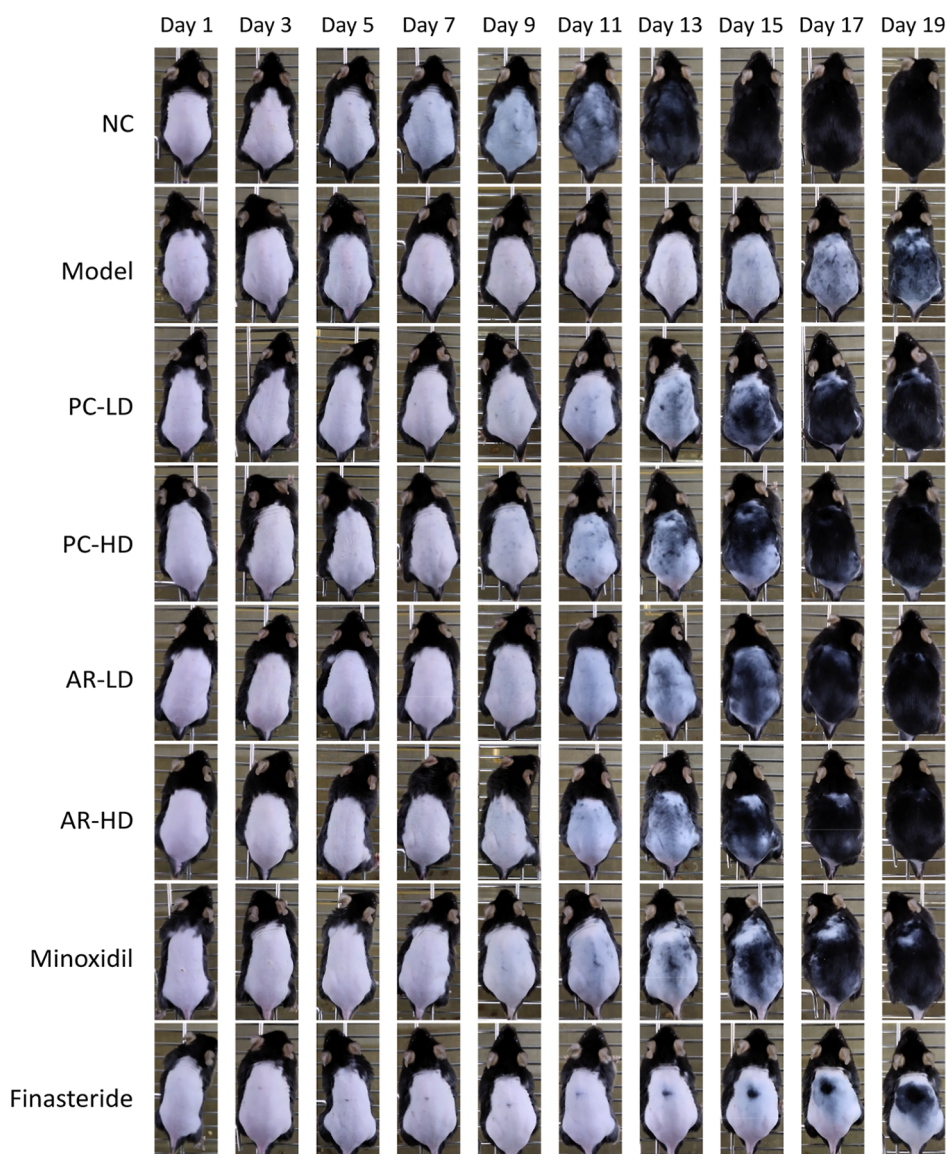 Day 1 Day 3 Day 5 Day 7 Day 9 Day 11 Day 13 Day 15 Day 17 Day 19
NC
Model
PC-LD
PC-HD
AR-LD
AR-HD
Minoxidil
Finasteride